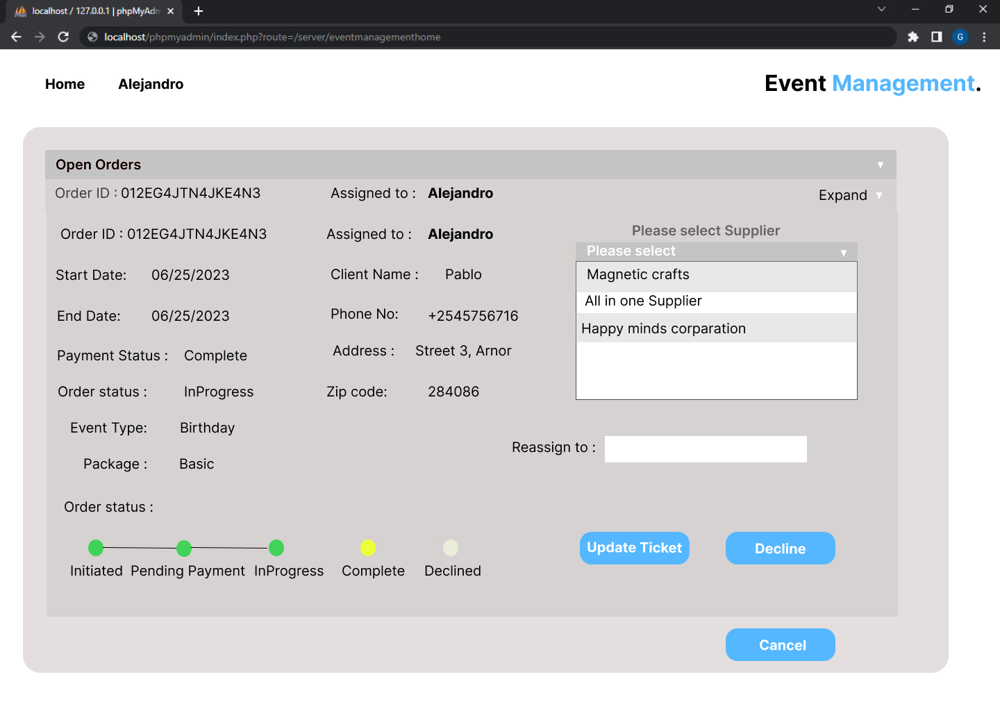 localhost / 127.0.0.1 | phpMyAdm
localhost/phpmyadmin/index.php?route=/server/eventmanagementhome
G
Home Alejandro
Event Management.
Open Orders
Order ID : 012EG4JTN4JKE4N3 Assigned to : Alejandro Expand
Order ID : 012EG4JTN4JKE4N3 Assigned to : Alejandro
Please select Supplier
Please select
Magnetic crafts
All in one Supplier
Happy minds corparation
Start Date: 06/25/2023 Client Name : Pablo
End Date: 06/25/2023 Phone No: +2545756716
Payment Status : Complete Address : Street 3, Arnor
Order status : InProgress Zip code: 284086
Event Type: Birthday
Reassign to :
Package : Basic
Order status :
Initiated Pending Payment InProgress Complete Declined
Update Ticket Decline
Cancel